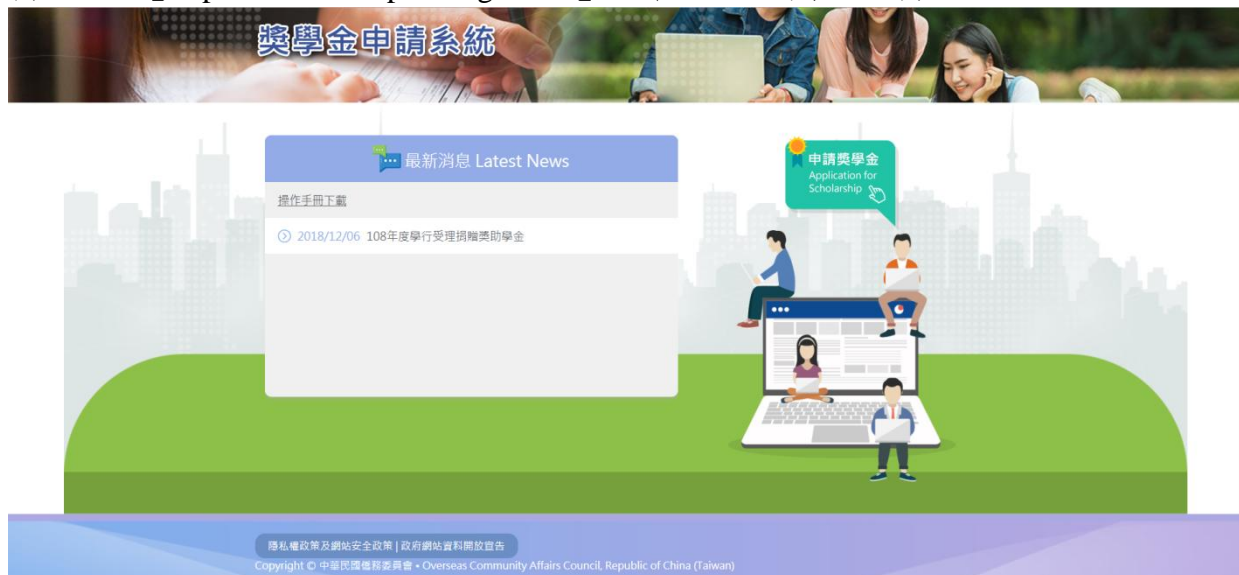 獎學金申請系統
最新消息 Latest News
操作手冊下載
2018/12/06 108年度學行受理捐贈獎助學金
申請獎學金
Application for
Scholarship
隱私權政策及網站安全政策 | 政府網站資料開放宣告
Copyright © 中華民國僑務委員會 • Overseas Community Affairs Council, Republic of China (Taiwan)